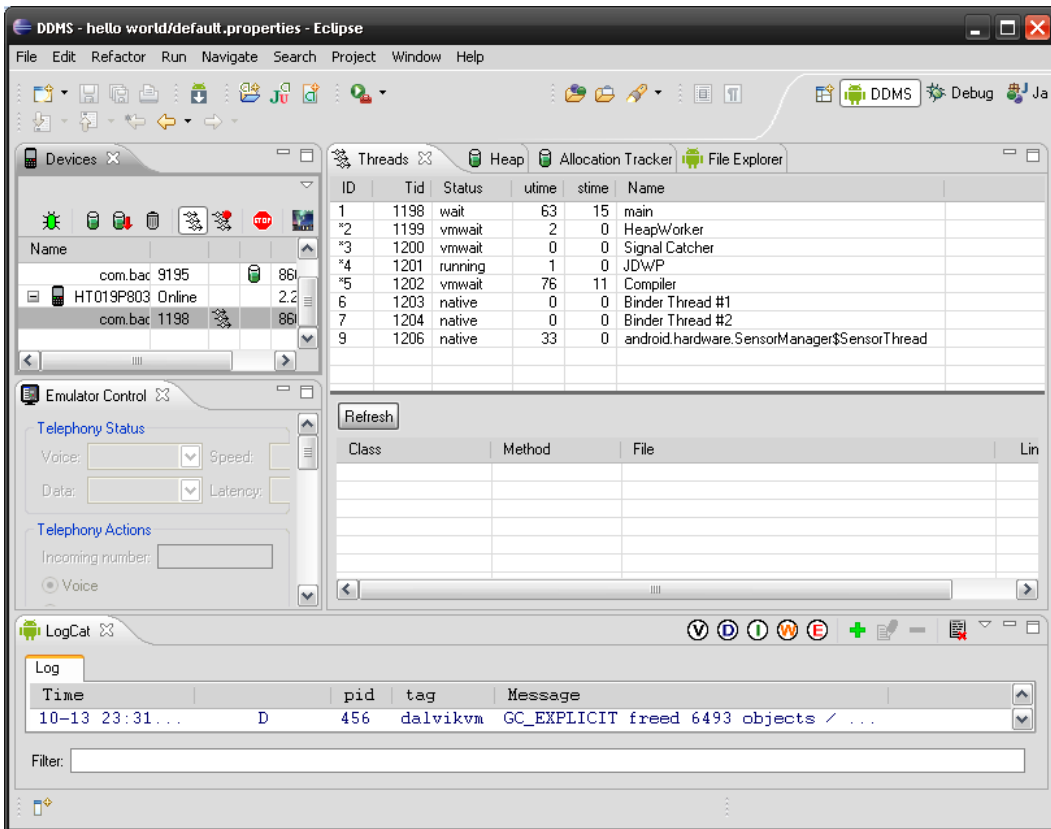 DDMS - hello world/default.properties - Eclipse
File Edit Refactor Run Navigate Search Project Window Help
DDMS Debug Ja
Devices
Threads Heap Allocation Tracker File Explorer
ID Tid Status utime stime Name
1 1198 wait 63 15 main
*2 1199 vmwait 2 0 HeapWorker
*3 1200 vmwait 0 0 Signal Catcher
*4 1201 running 1 0 JDWP
*5 1202 vmwait 76 11 Compiler
6 1203 native 0 0 Binder Thread #1
7 1204 native 0 0 Binder Thread #2
9 1206 native 33 0 android.hardware.SensorManager$SensorThread
STOP
Name
com.bac 9195 860
HT019P803 Online 2.2
com.bac 1198 860
Emulator Control
Telephony Status
Voice: Speed:
Data: Latency:
Telephony Actions
Incoming number:
Voice
Refresh
Class Method File Lin
LogCat
V D I W E
Log
Time pid tag Message
10-13 23:31... D 456 dalvikvm GC_EXPLICIT freed 6493 objects / ...
Filter: